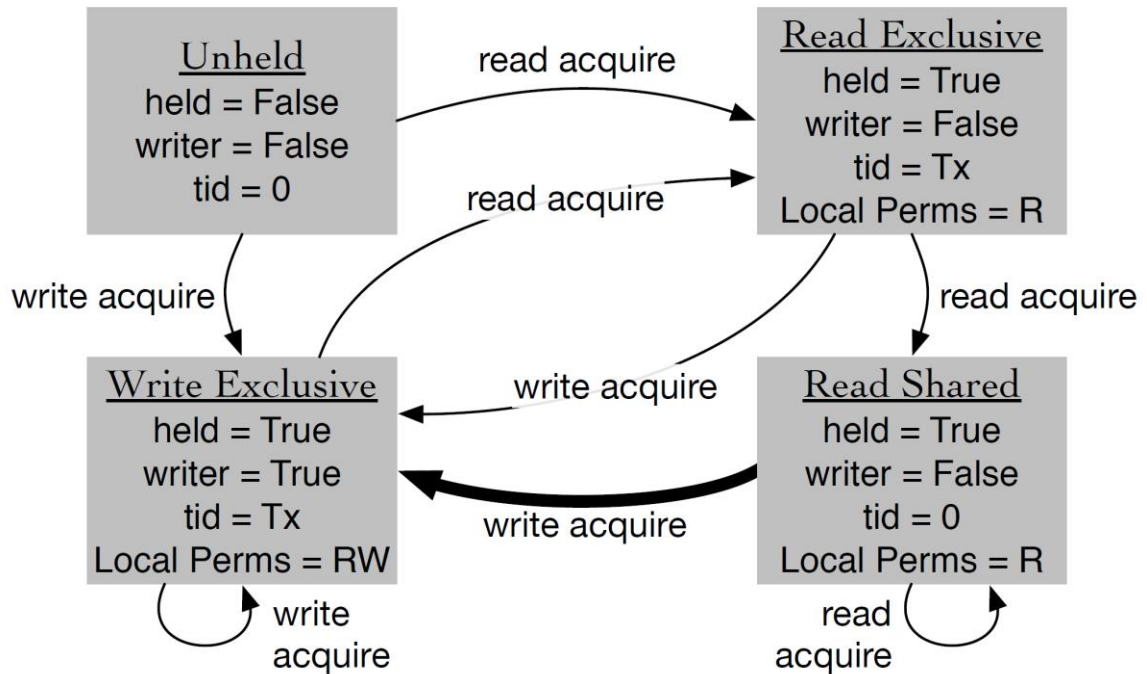 Unheld
held = False
writer = False
tid = 0
read acquire
Read Exclusive
held = True
writer = False
tid = Tx
Local Perms = R
read acquire
write acquire
read acquire
Write Exclusive
held = True
writer = True
tid = Tx
Local Perms = RW
write acquire
write acquire
Read Shared
held = True
writer = False
tid = 0
Local Perms = R
write
acquire
read
acquire